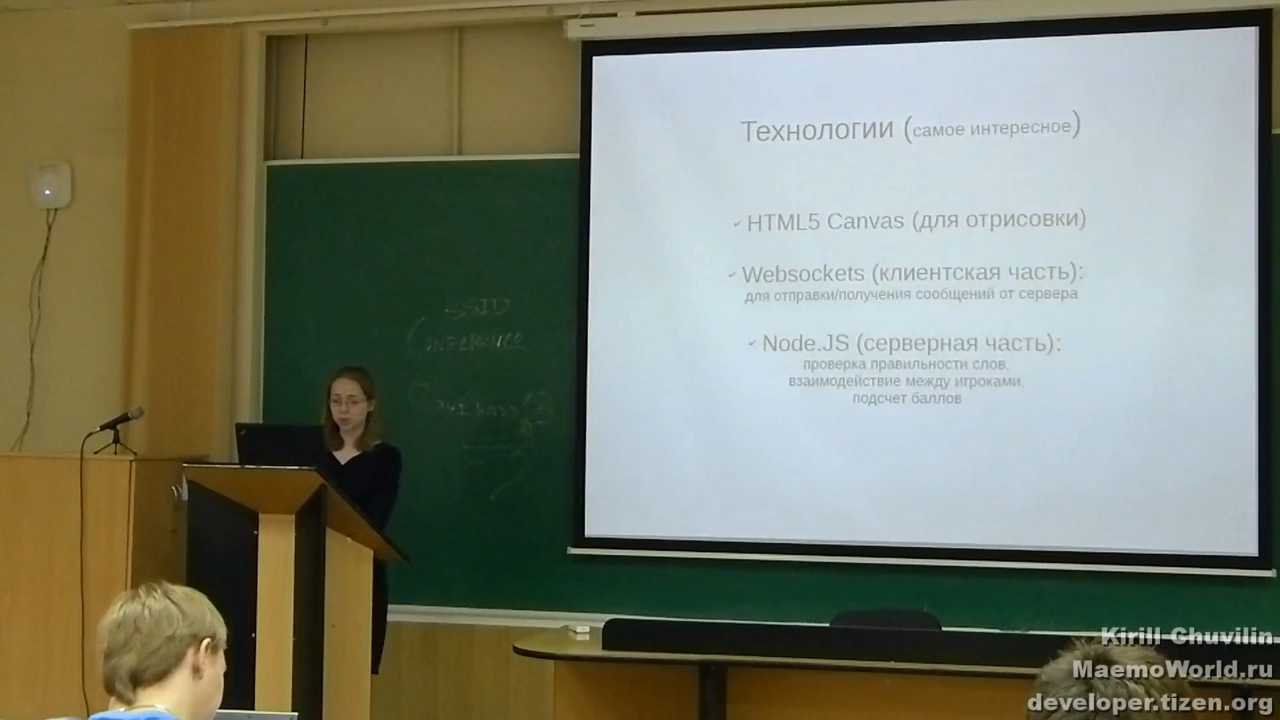 Технологии (самое интересное)
HTML5 Canvas (для отрисовки)
Websockets (клиентская часть):
для отправки/получения сообщений от сервера
Node.JS (серверная часть):
проверка правильности слов,
взаимодействие между игроками,
подсчет баллов
SSID
Kirill Chuvilin
MaemoWorld.ru
developer.tizen.org